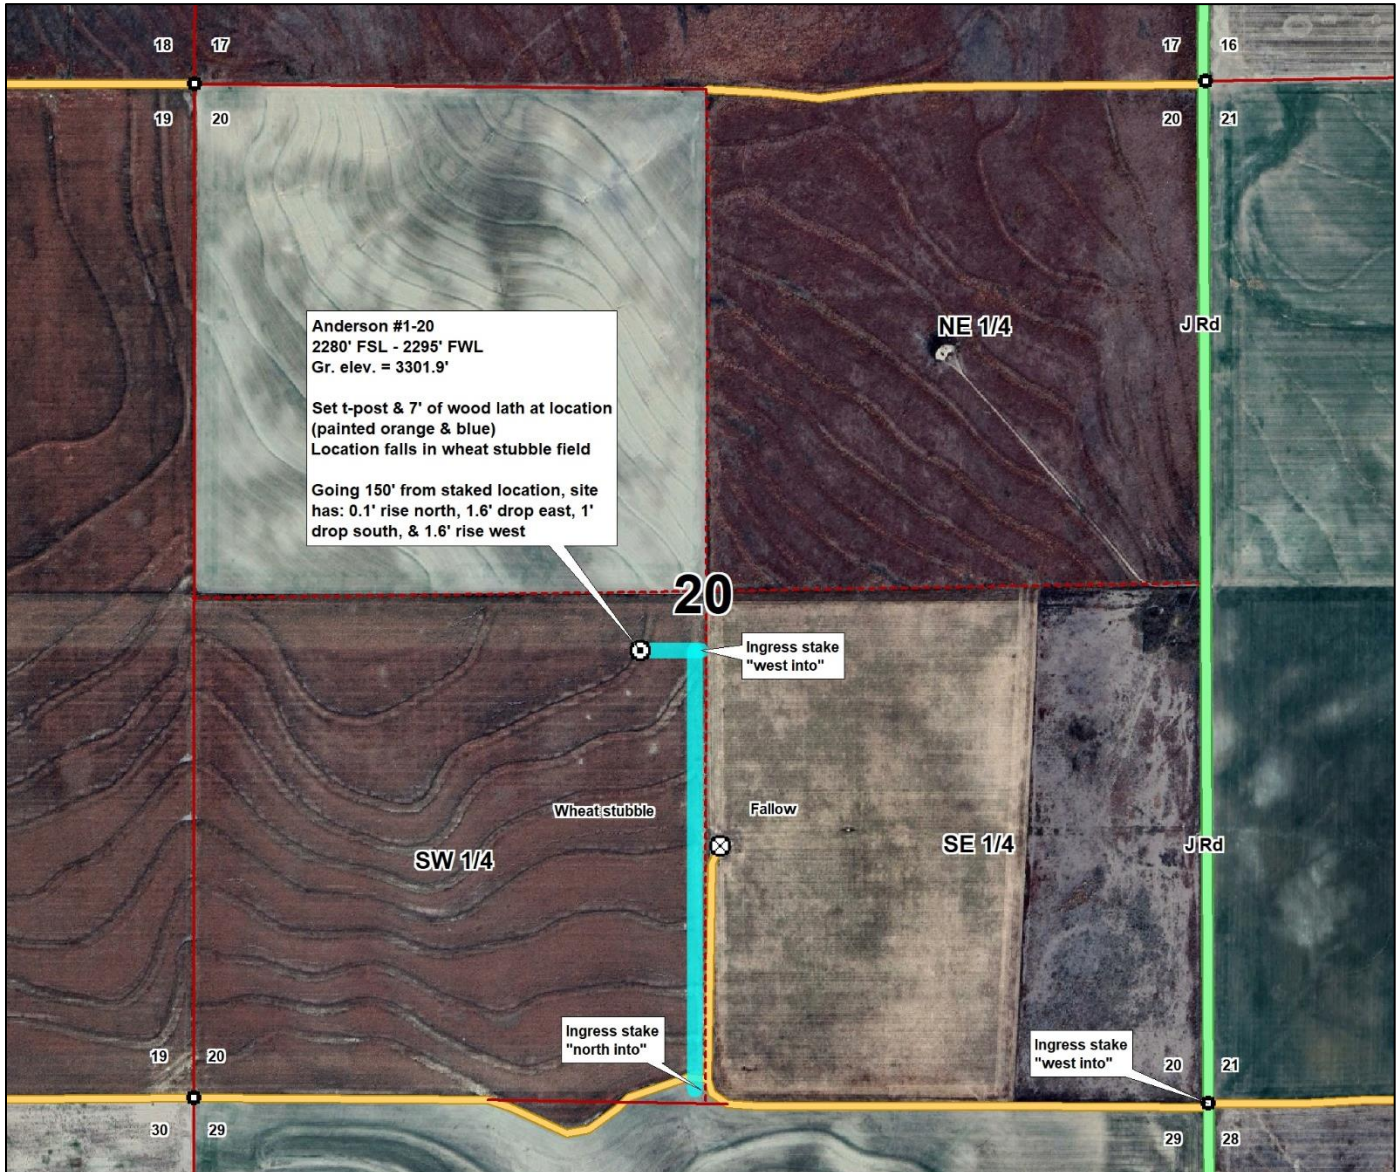 18 17
17 16
19 20
20 21
Anderson #1-20
2280' FSL - 2295' FWL
Gr. elev. = 3301.9'
Set t-post & 7' of wood lath at location
(painted orange & blue)
Location falls in wheat stubble field
Going 150' from staked location, site
has: 0.1' rise north, 1.6' drop east, 1'
drop south, & 1.6' rise west
NE 1/4
J Rd
20
Ingress stake
"west into"
Wheat stubble
Fallow
SW 1/4
SE 1/4
J Rd
Ingress stake
"north into"
Ingress stake
"west into"
19 20
20 21
30 29
29 28